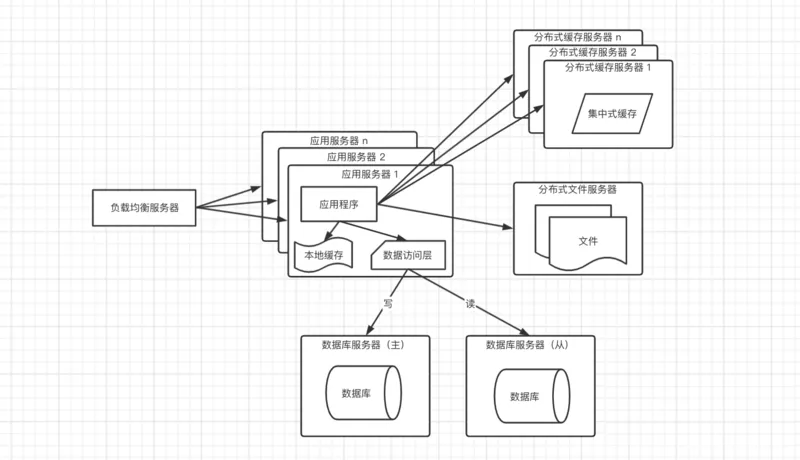 分布式缓存服务器 n
分布式缓存服务器 2
分布式缓存服务器 1
集中式缓存
应用服务器 n
应用服务器 2
应用服务器 1
分布式文件服务器
负载均衡服务器
应用程序
文件
本地缓存
数据访问层
写
读
数据库服务器（主）
数据库服务器（从）
数据库
数据库